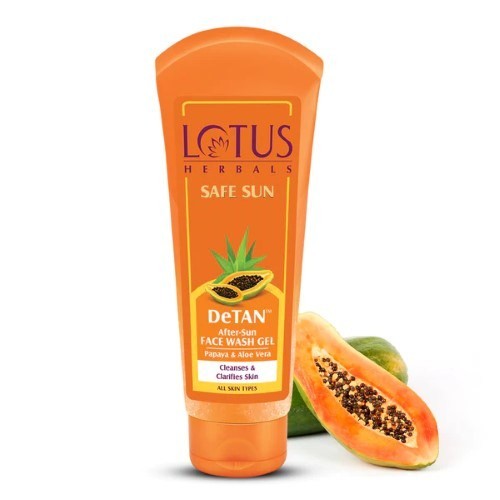 LOTUS
HERBALS
SAFE SUN
DeTAN™
After-Sun
FACE WASH GEL
Papaya & Aloe Vera
Cleanses &
Clarifies Skin
ALL SKIN TYPES